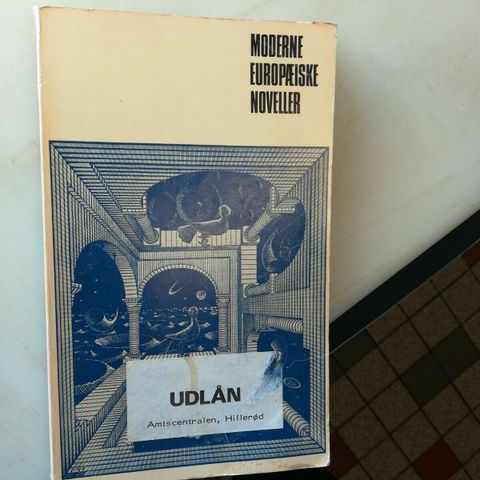 MODERNE
EUROPÆISKE
NOVELLER
UDLÅN
Amtscentralen, Hillerød